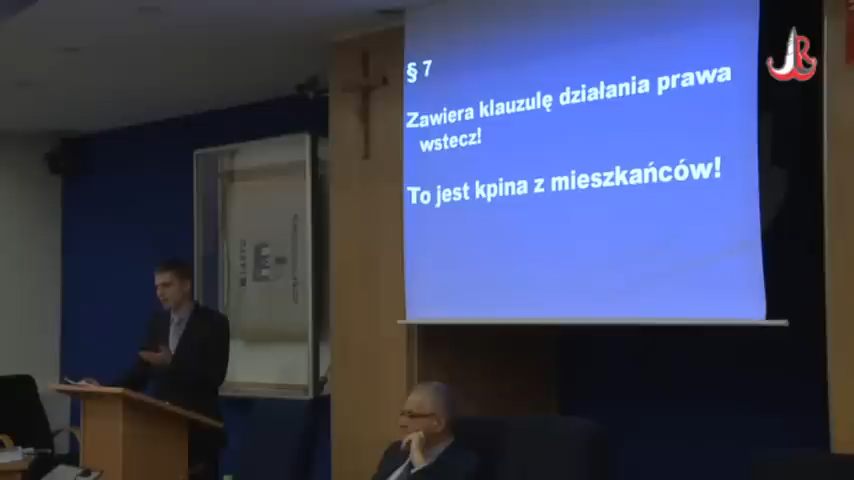 § 7
Zawiera klauzulę działania prawa
wstecz!
To jest kpina z mieszkańców!